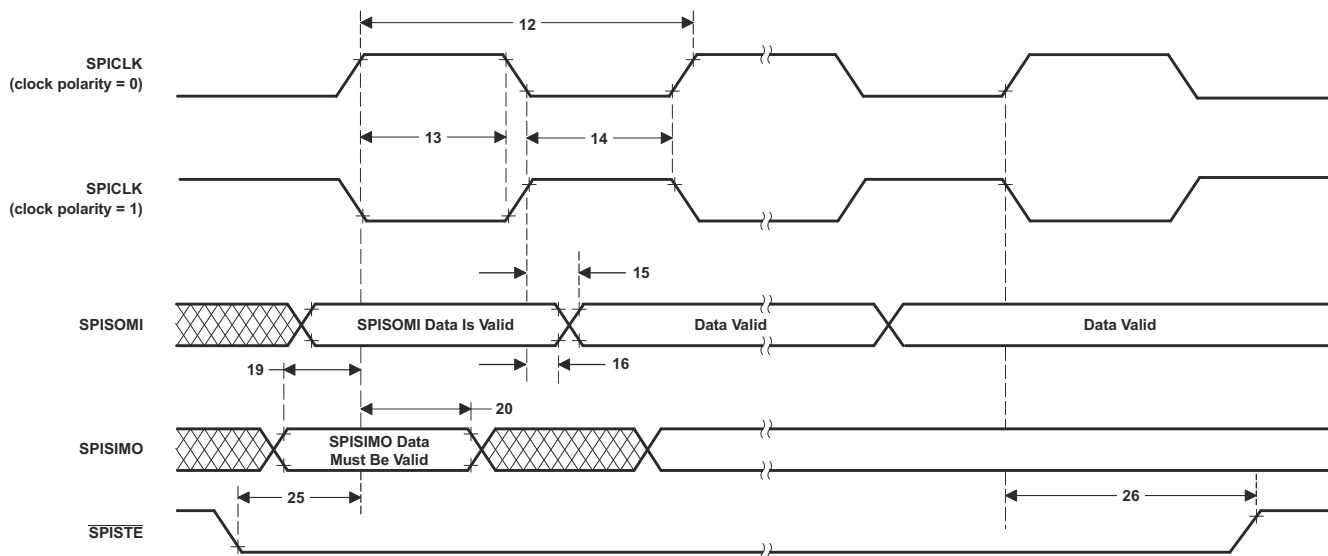 12
SPICLK
(clock polarity = 0)
13
14
SPICLK
(clock polarity = 1)
15
SPISOMI
SPISOMI Data Is Valid
Data Valid
Data Valid
19
16
20
SPISIMO
SPISIMO Data
Must Be Valid
25
26
SPISTE